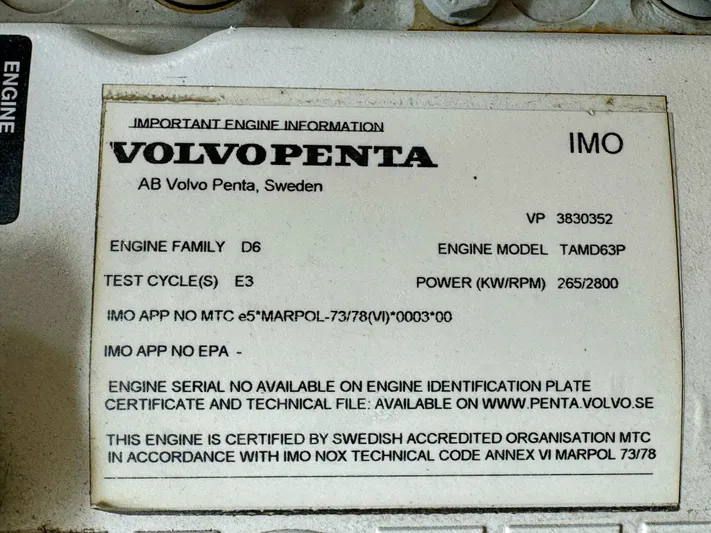 ENGINE
IMPORTANT ENGINE INFORMATION
VOLVO PENTA
IMO
AB Volvo Penta, Sweden
VP 3830352
ENGINE FAMILY D6
ENGINE MODEL TAMD63P
TEST CYCLE(S) E3
POWER (KW/RPM) 265/2800
IMO APP NO MTC e5*MARPOL-73/78(VI)*0003*00
IMO APP NO EPA -
ENGINE SERIAL NO AVAILABLE ON ENGINE IDENTIFICATION PLATE
CERTIFICATE AND TECHNICAL FILE: AVAILABLE ON WWW.PENTA.VOLVO.SE
THIS ENGINE IS CERTIFIED BY SWEDISH ACCREDITED ORGANISATION MTC
IN ACCORDANCE WITH IMO NOX TECHNICAL CODE ANNEX VI MARPOL 73/78